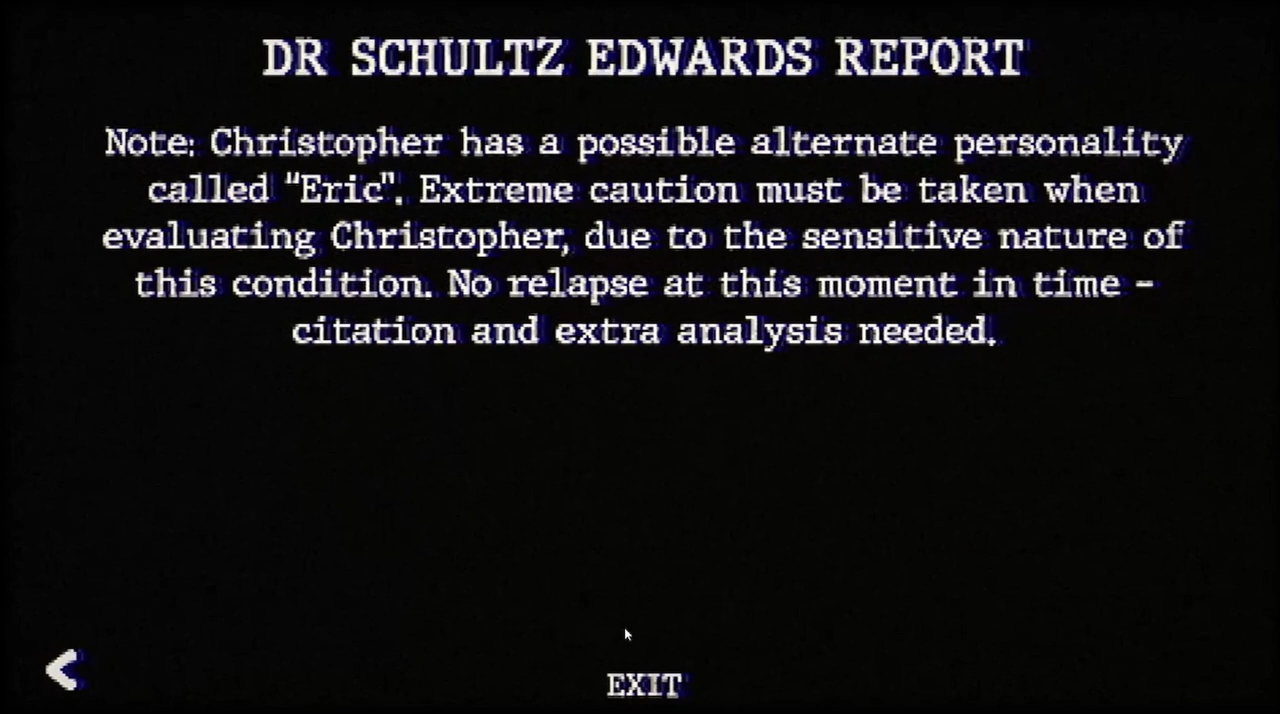 DR SCHULTZ EDWARDS REPORT
Note: Christopher has a possible alternate personality
called "Eric". Extreme caution must be taken when
evaluating Christopher, due to the sensitive nature of
this condition. No relapse at this moment in time -
citation and extra analysis needed.
<
EXIT